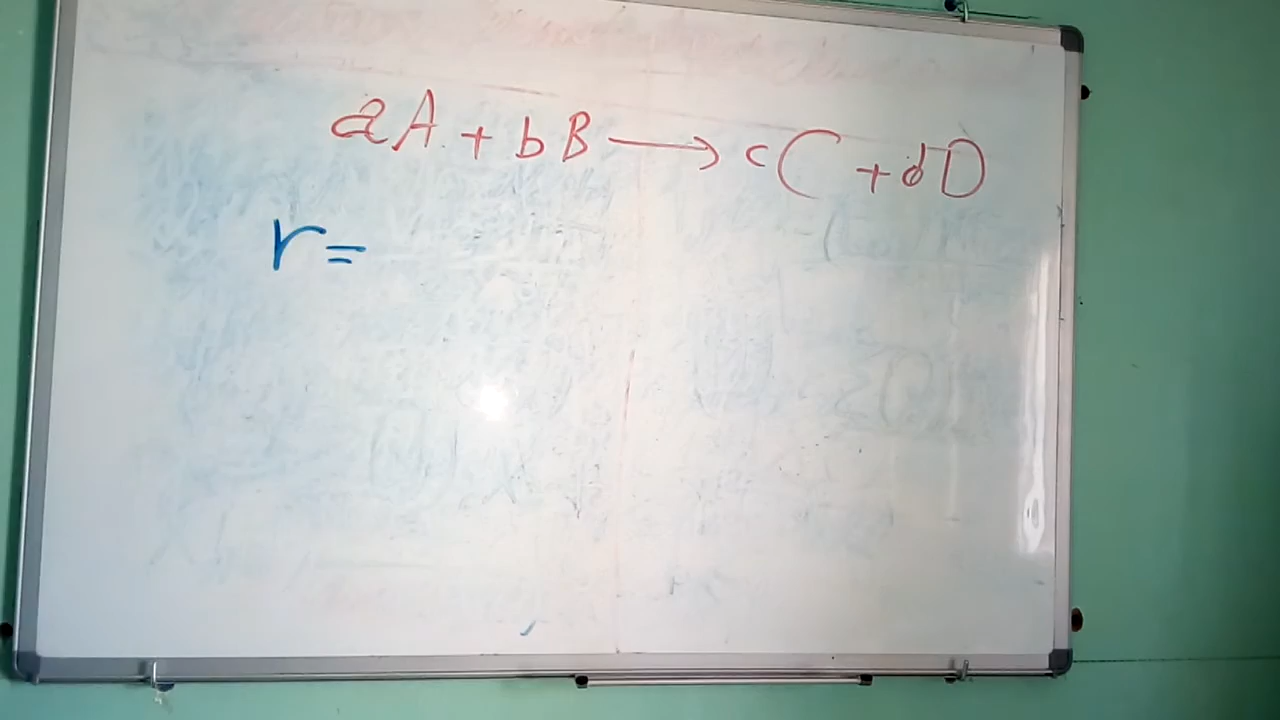 aA + bB → cC + dD
r =